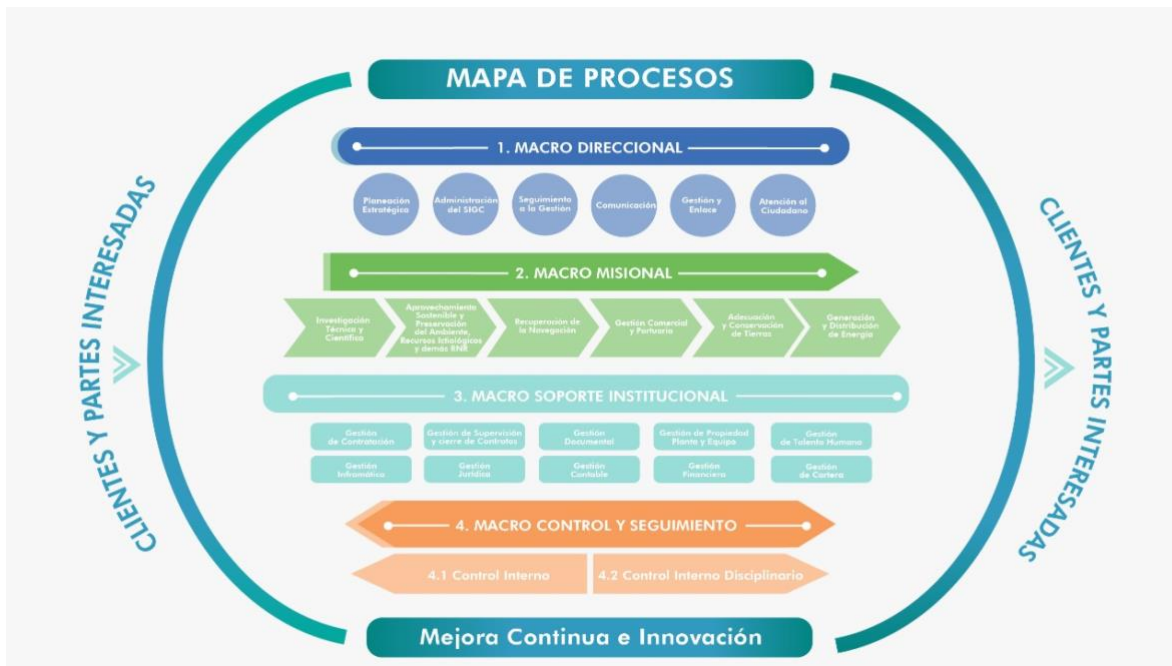 MAPA DE PROCESOS
1. MACRO DIRECCIONAL
Planeación
Estratégica
Administración
del SIGC
Seguimiento
a la Gestión
Comunicación
Gestión y
Enlace
Atención al
Ciudadano
2. MACRO MISIONAL
Investigación
Técnica y
Científica
Aprovechamiento
Sostenible y
Preservación
del Ambiente,
Recursos Ictiológicos
y demás RNR
Recuperación de
la Navegación
Gestión Comercial
y Portuaria
Adecuación
y Conservación
de Tierras
Generación
y Distribución
de Energía
3. MACRO SOPORTE INSTITUCIONAL
Gestión
de Contratación
Gestión de Supervisión
y cierre de Contratos
Gestión
Documental
Gestión de Propiedad
Planta y Equipo
Gestión
de Talento Humano
Gestión
Informática
Gestión
Jurídica
Gestión
Contable
Gestión
Financiera
Gestión
de Cartera
4. MACRO CONTROL Y SEGUIMIENTO
4.1 Control Interno
4.2 Control Interno Disciplinario
Mejora Continua e Innovación
CLIENTES Y PARTES INTERESADAS
CLIENTES Y PARTES INTERESADAS